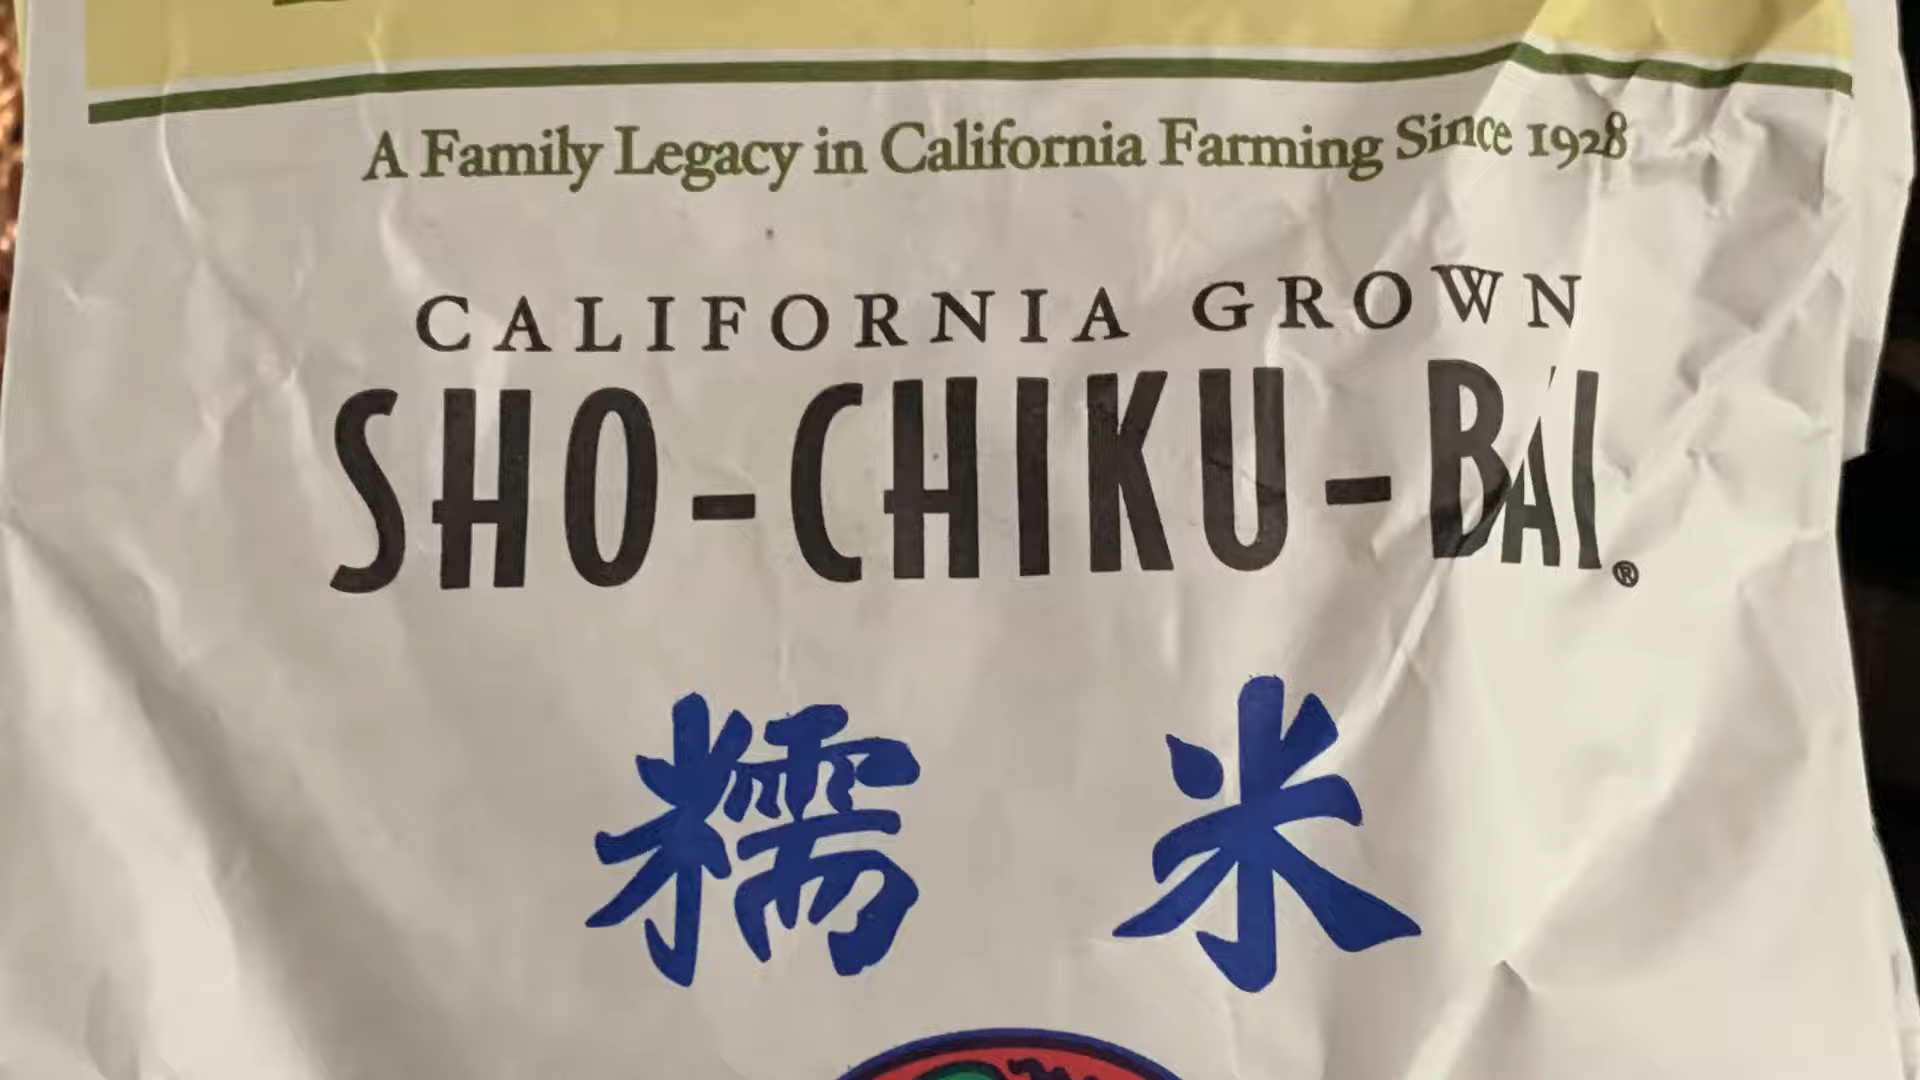 A Family Legacy in California Farming Since 1928
CALIFORNIA GROWN
SHO-CHIKU-BAI®
糯米